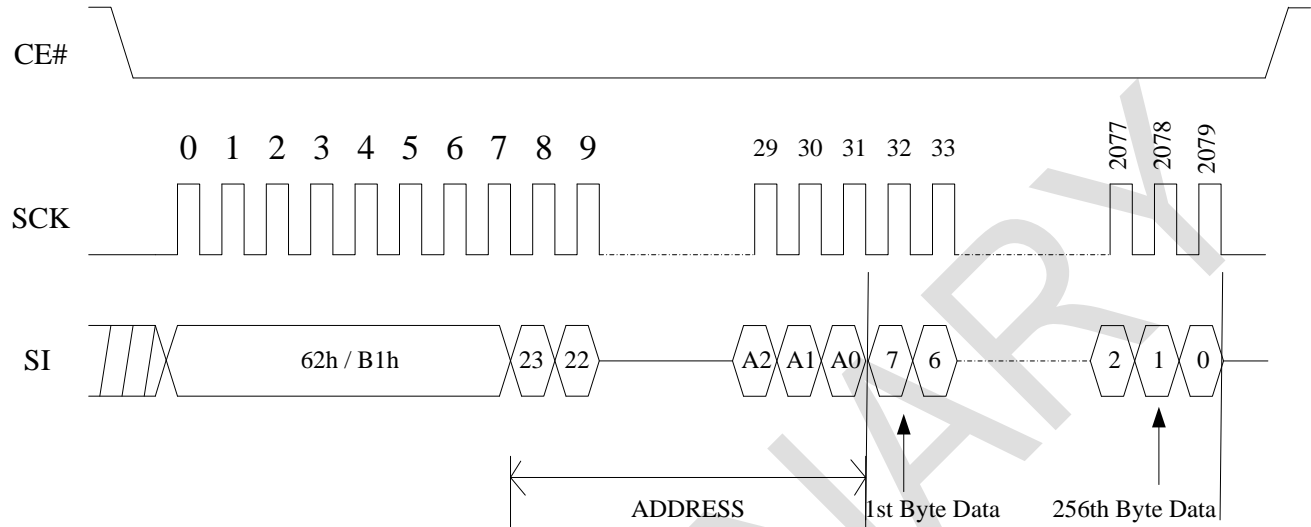 CE#
0 1 2 3 4 5 6 7 8 9 29 30 31 32 33 2077 2078 2079
SCK
SI 62h / B1h 23 22 A2 A1 A0 7 6 2 1 0
ADDRESS 1st Byte Data 256th Byte Data